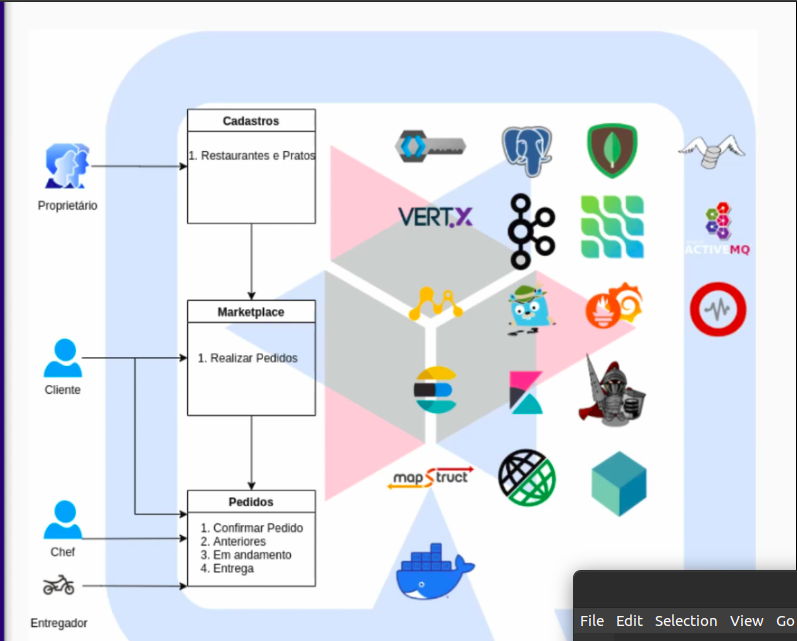 Cadastros
1. Restaurantes e Pratos
Proprietário
VERT.X
ACTIVEMQ
Marketplace
1. Realizar Pedidos
Cliente
mapStruct
Pedidos
1. Confirmar Pedido
2. Anteriores
3. Em andamento
4. Entrega
Chef
Entregador
File Edit Selection View Go